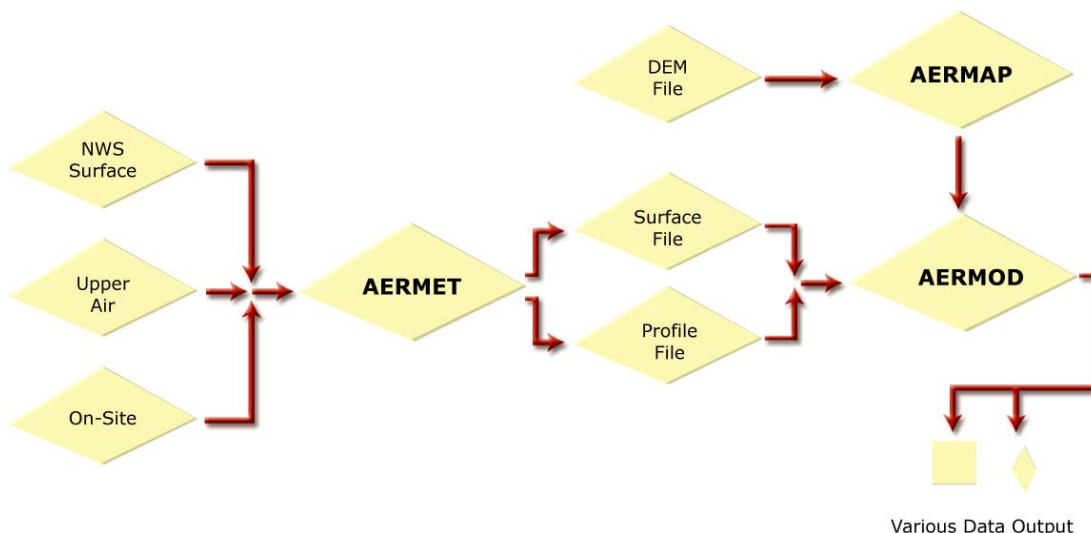 DEM
File
AERMAP
NWS
Surface
Surface
File
Upper
Air
AERMET
AERMOD
Profile
File
On-Site
Various Data Output